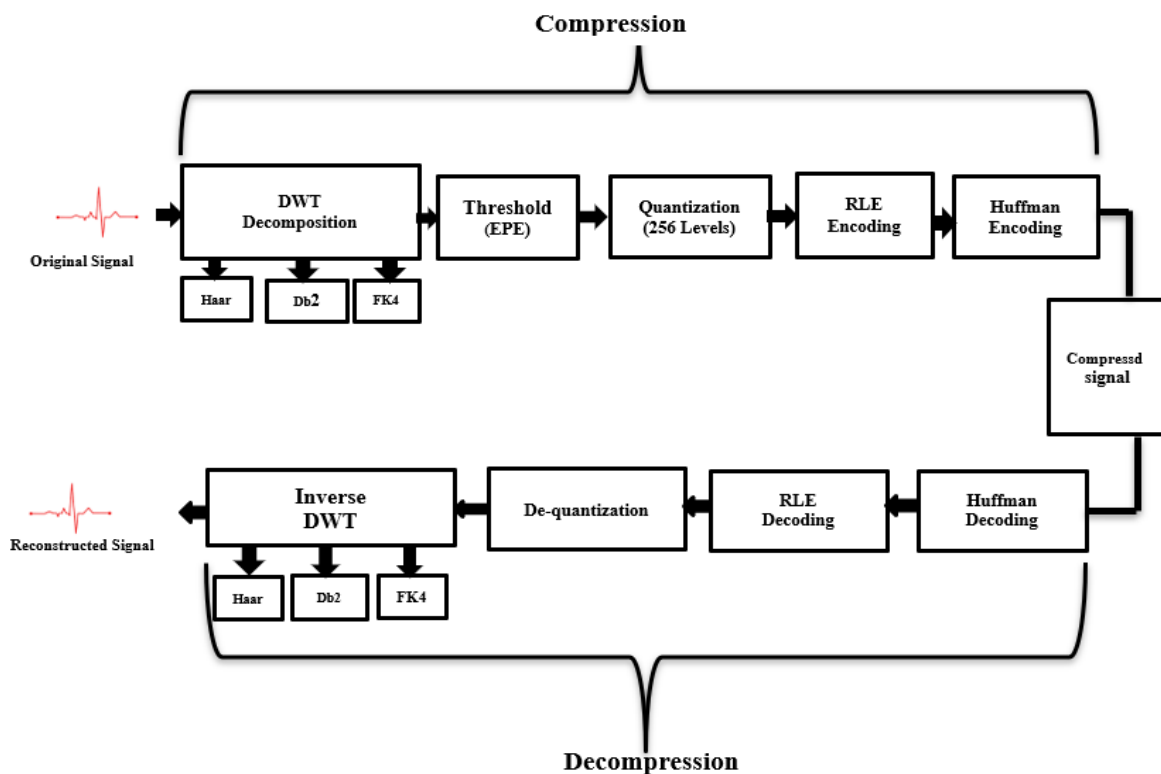 Compression
Original Signal
DWT
Decomposition
Haar
Db2
FK4
Threshold
(EPE)
Quantization
(256 Levels)
RLE
Encoding
Huffman
Encoding
Compressd
signal
Huffman
Decoding
RLE
Decoding
De-quantization
Inverse
DWT
Haar
Db2
FK4
Reconstructed Signal
Decompression